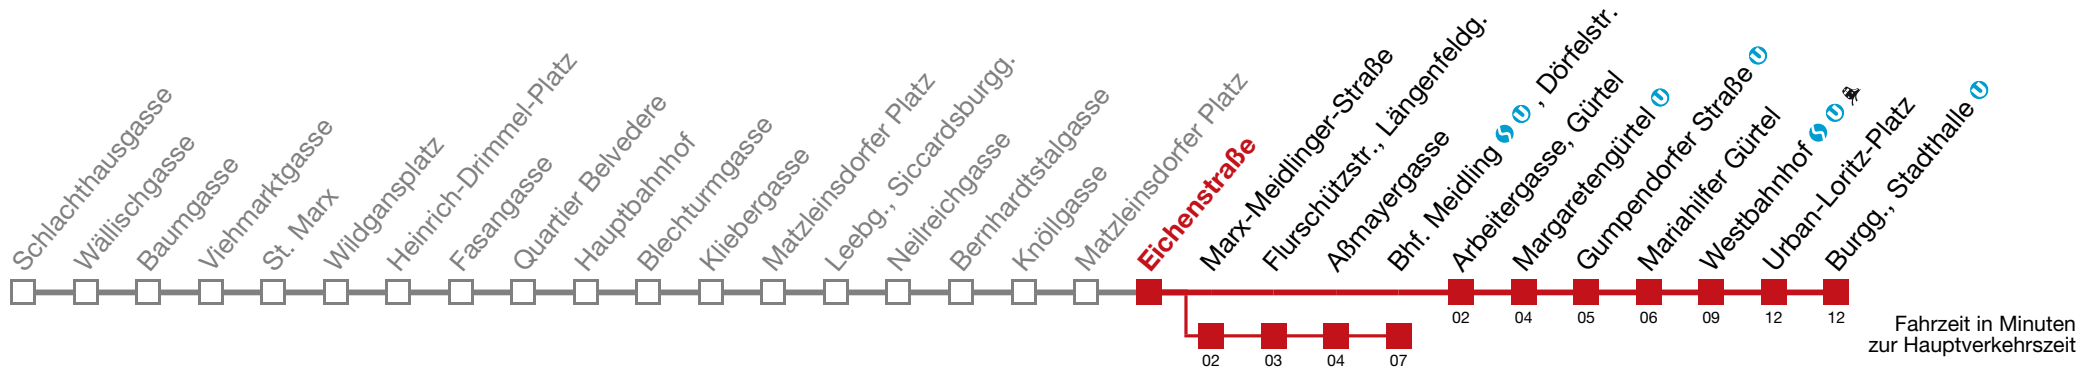 Schlachthausgasse
Wällischgasse
Baumgasse
Viehmarktgasse
St. Marx
Wildgansplatz
Heinrich-Drimmel-Platz
Fasangasse
Quartier Belvedere
Hauptbahnhof
Blechturmgasse
Kliebergasse
Matzleinsdorfer Platz
Leebg., Siccardsburgg.
Neilreichgasse
Bernhardtstalgasse
Knöllgasse
Matzleinsdorfer Platz
Eichenstraße
Marx-Meidlinger-Straße
Flurschützstr., Längenfeldg.
Aßmayergasse
Bhf. Meidling S U , Dörfelstr.
Arbeitergasse, Gürtel
Margaretengürtel U
Gumpendorfer Straße U
Mariahilfer Gürtel
Westbahnhof S U
Urban-Loritz-Platz
Burgg., Stadthalle U
02 04 05 06 09 12 12
02 03 04 07
Fahrzeit in Minuten
zur Hauptverkehrszeit